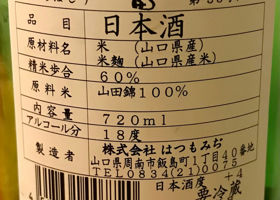 品目 日本酒
原材料名 米（山口県産）
米麹（山口県産米）
精米歩合 60％
原料米 山田錦100％
内容量 720ml
アルコール分 18度
製造者 株式会社 はつもみぢ
山口県周南市飯島町1丁目40番地
TEL0834(21)0075
日本酒度 +4
要冷蔵